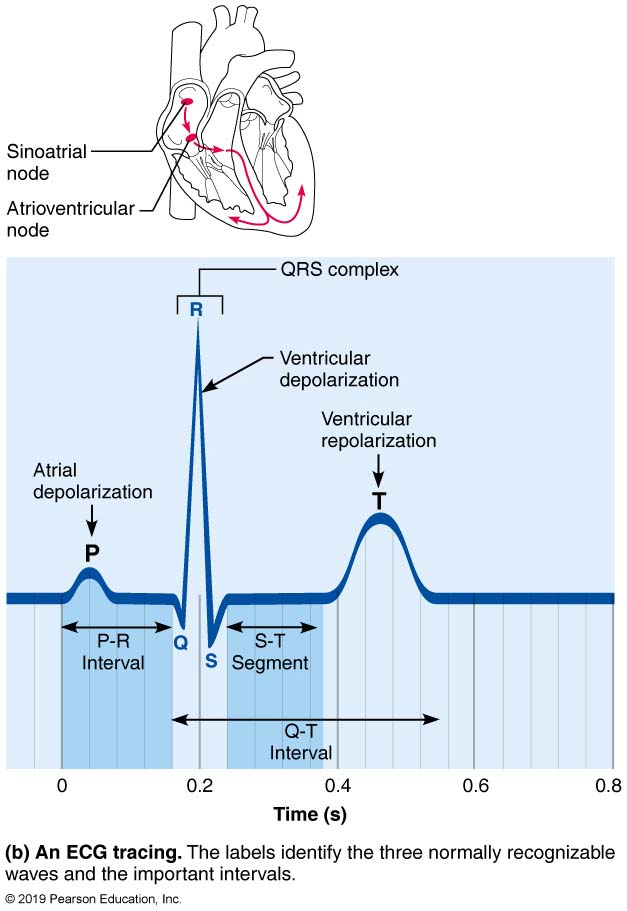 Sinoatrial
node
Atrioventricular
node
QRS complex
R
Ventricular
depolarization
Ventricular
repolarization
Atrial
depolarization
T
P
P-R
Interval
Q
S
S-T
Segment
Q-T
Interval
0
0.2
0.4
0.6
0.8
Time (s)
(b) An ECG tracing. The labels identify the three normally recognizable
waves and the important intervals.
© 2019 Pearson Education, Inc.